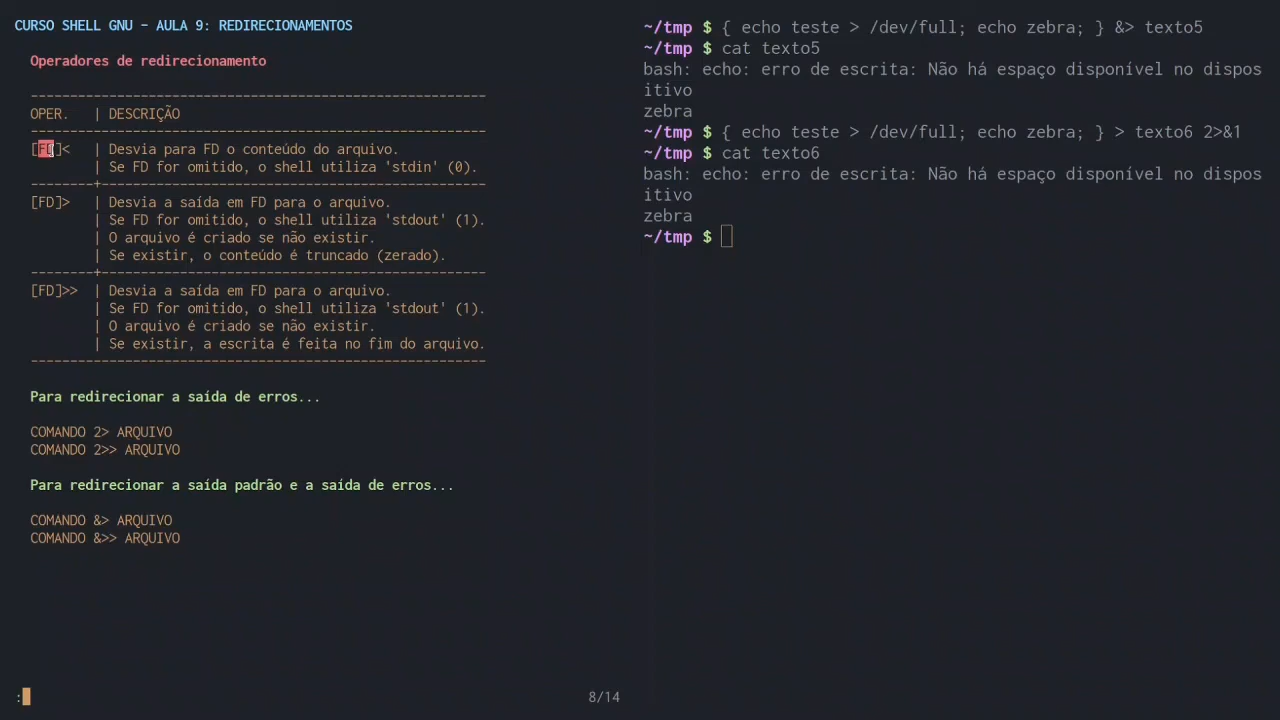 CURSO SHELL GNU - AULA 9: REDIRECIONAMENTOS
Operadores de redirecionamento
----------------------------------------------------------
OPER.   | DESCRIÇÃO
----------------------------------------------------------
[FD]<   | Desvia para FD o conteúdo do arquivo.
| Se FD for omitido, o shell utiliza 'stdin' (0).
--------+-------------------------------------------------
[FD]>   | Desvia a saída em FD para o arquivo.
| Se FD for omitido, o shell utiliza 'stdout' (1).
| O arquivo é criado se não existir.
| Se existir, o conteúdo é truncado (zerado).
--------+-------------------------------------------------
[FD]>>  | Desvia a saída em FD para o arquivo.
| Se FD for omitido, o shell utiliza 'stdout' (1).
| O arquivo é criado se não existir.
| Se existir, a escrita é feita no fim do arquivo.
----------------------------------------------------------
Para redirecionar a saída de erros...
COMANDO 2> ARQUIVO
COMANDO 2>> ARQUIVO
Para redirecionar a saída padrão e a saída de erros...
COMANDO &> ARQUIVO
COMANDO &>> ARQUIVO
:
8/14
~/tmp $ { echo teste > /dev/full; echo zebra; } &> texto5
~/tmp $ cat texto5
bash: echo: erro de escrita: Não há espaço disponível no dispos
itivo
zebra
~/tmp $ { echo teste > /dev/full; echo zebra; } > texto6 2>&1
~/tmp $ cat texto6
bash: echo: erro de escrita: Não há espaço disponível no dispos
itivo
zebra
~/tmp $